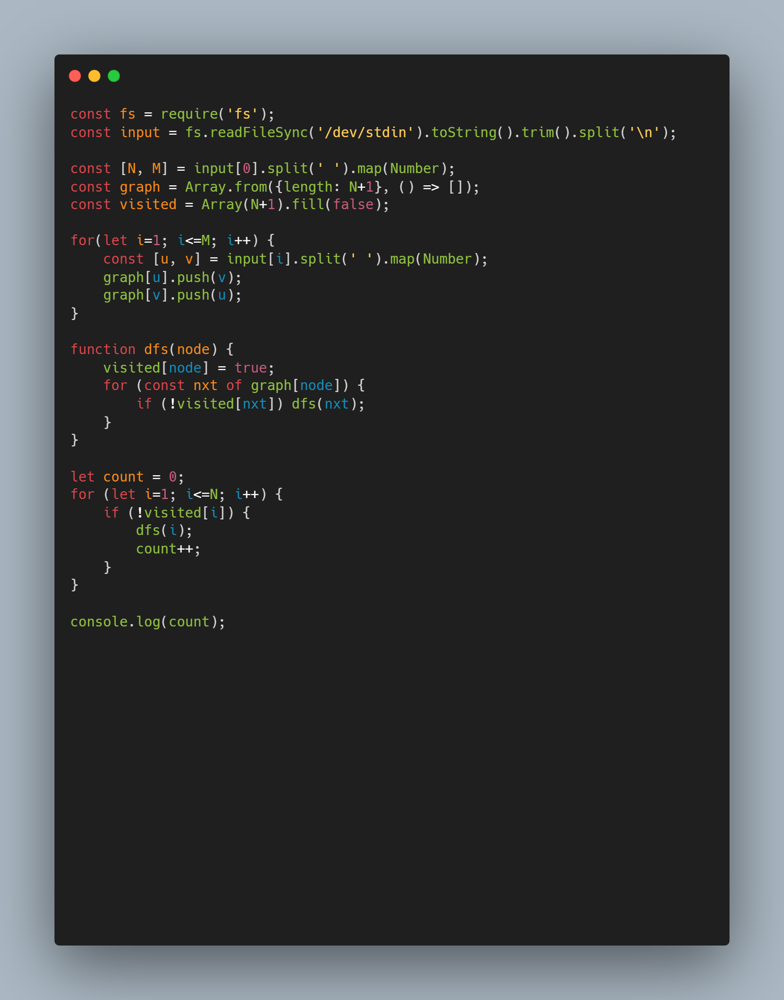 const fs = require('fs');
const input = fs.readFileSync('/dev/stdin').toString().trim().split('\n');

const [N, M] = input[0].split(' ').map(Number);
const graph = Array.from({length: N+1}, () => []);
const visited = Array(N+1).fill(false);

for(let i=1; i<=M; i++) {
    const [u, v] = input[i].split(' ').map(Number);
    graph[u].push(v);
    graph[v].push(u);
}

function dfs(node) {
    visited[node] = true;
    for (const nxt of graph[node]) {
        if (!visited[nxt]) dfs(nxt);
    }
}

let count = 0;
for (let i=1; i<=N; i++) {
    if (!visited[i]) {
        dfs(i);
        count++;
    }
}

console.log(count);